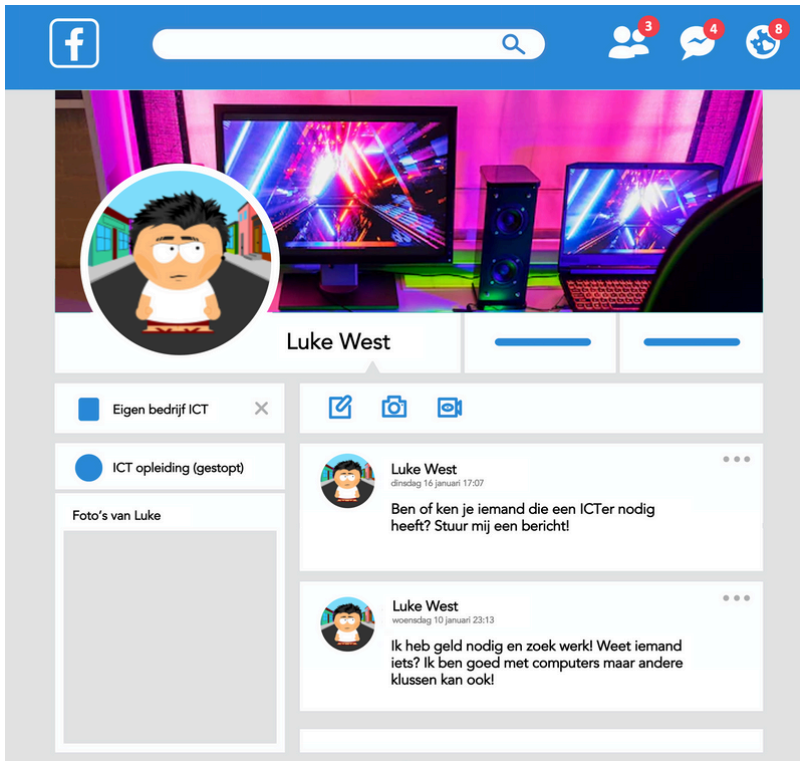 f
3
4
8
Luke West
Eigen bedrijf ICT
ICT opleiding (gestopt)
Foto's van Luke
Luke West
dinsdag 16 januari 17:07
Ben of ken je iemand die een ICTer nodig
heeft? Stuur mij een bericht!
Luke West
woensdag 10 januari 23:13
Ik heb geld nodig en zoek werk! Weet iemand
iets? Ik ben goed met computers maar andere
klussen kan ook!